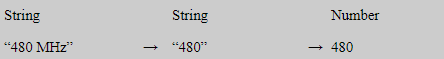 String String Number
“480 MHz” → “480” → 480